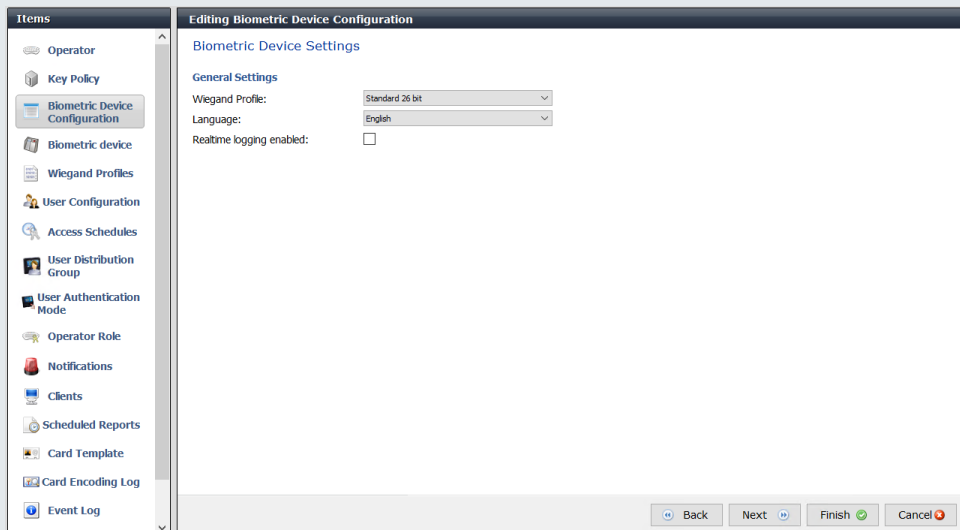 Items
Operator
Key Policy
Biometric Device
Configuration
Biometric device
Wiegand Profiles
User Configuration
Access Schedules
User Distribution
Group
User Authentication
Mode
Operator Role
Notifications
Clients
Scheduled Reports
Card Template
Card Encoding Log
Event Log
Editing Biometric Device Configuration
Biometric Device Settings
General Settings
Wiegand Profile: Standard 26 bit
Language: English
Realtime logging enabled:
Back Next Finish Cancel